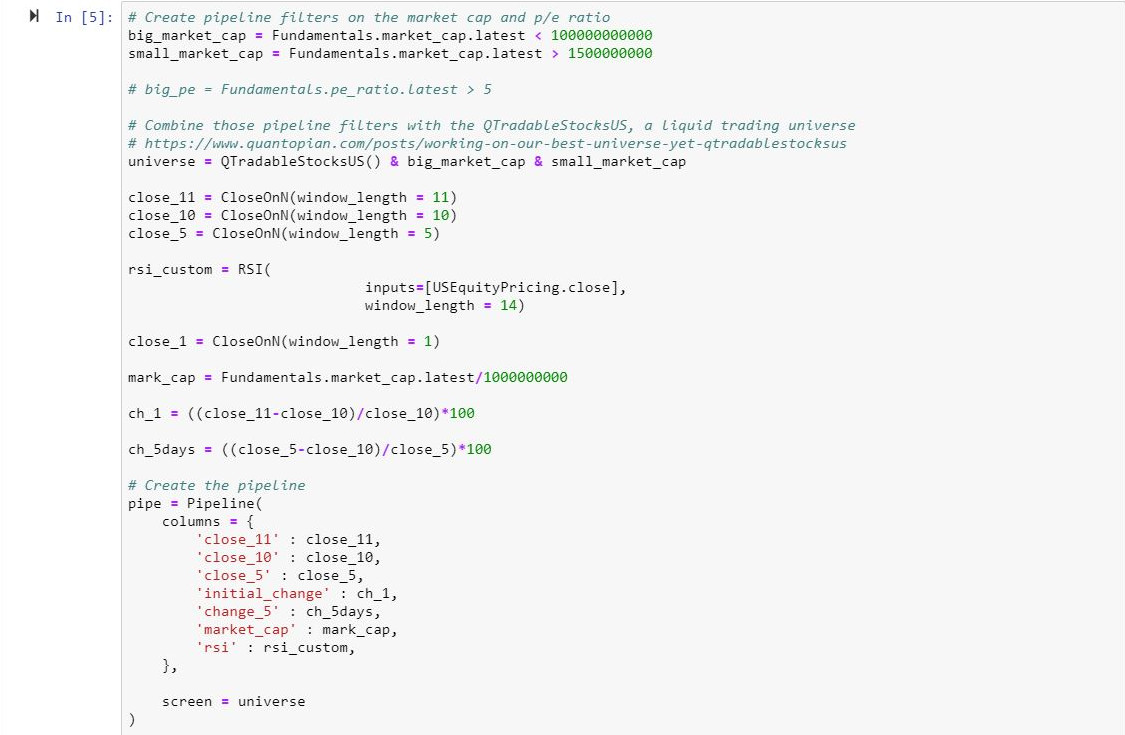 In [5]:
# Create pipeline filters on the market cap and p/e ratio
big_market_cap = Fundamentals.market_cap.latest < 100000000000
small_market_cap = Fundamentals.market_cap.latest > 1500000000

# big_pe = Fundamentals.pe_ratio.latest > 5

# Combine those pipeline filters with the QTradableStocksUS, a liquid trading universe
# https://www.quantopian.com/posts/working-on-our-best-universe-yet-qtradablestocksus
universe = QTradableStocksUS() & big_market_cap & small_market_cap

close_11 = CloseOnN(window_length = 11)
close_10 = CloseOnN(window_length = 10)
close_5 = CloseOnN(window_length = 5)

rsi_custom = RSI(
                            inputs=[USEquityPricing.close],
                            window_length = 14)

close_1 = CloseOnN(window_length = 1)

mark_cap = Fundamentals.market_cap.latest/1000000000

ch_1 = ((close_11-close_10)/close_10)*100

ch_5days = ((close_5-close_10)/close_5)*100

# Create the pipeline
pipe = Pipeline(
    columns = {
        'close_11' : close_11,
        'close_10' : close_10,
        'close_5' : close_5,
        'initial_change' : ch_1,
        'change_5' : ch_5days,
        'market_cap' : mark_cap,
        'rsi' : rsi_custom,
    },

    screen = universe
)